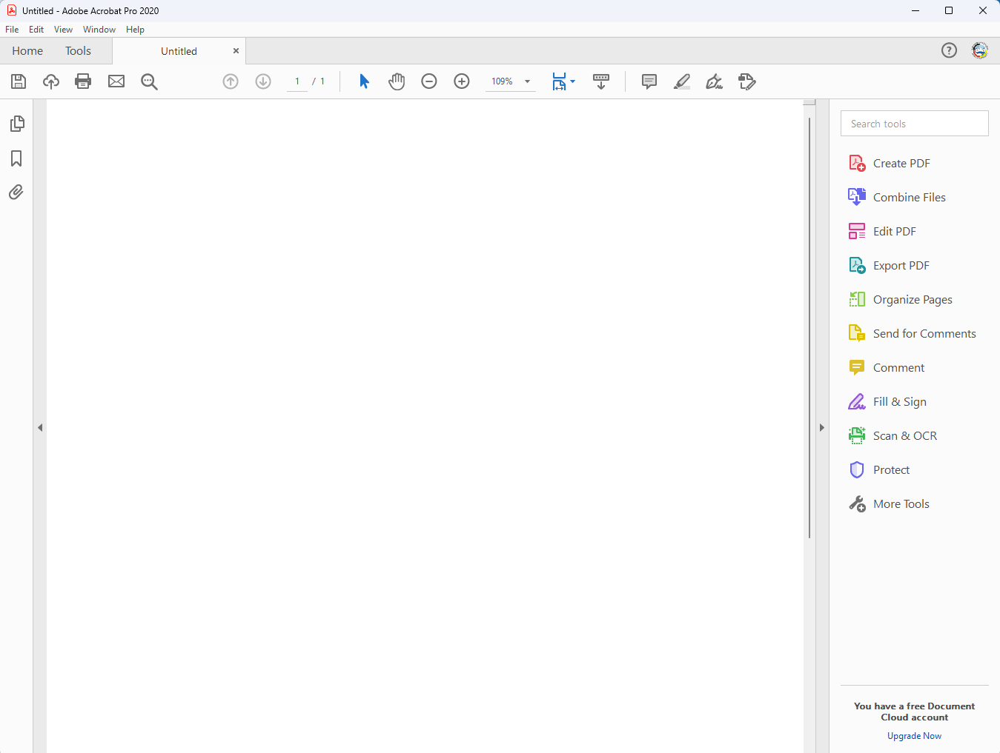 Untitled - Adobe Acrobat Pro 2020
File Edit View Window Help
Home Tools Untitled
1 / 1 109%
Search tools
Create PDF
Combine Files
Edit PDF
Export PDF
Organize Pages
Send for Comments
Comment
Fill & Sign
Scan & OCR
Protect
More Tools
You have a free Document
Cloud account
Upgrade Now